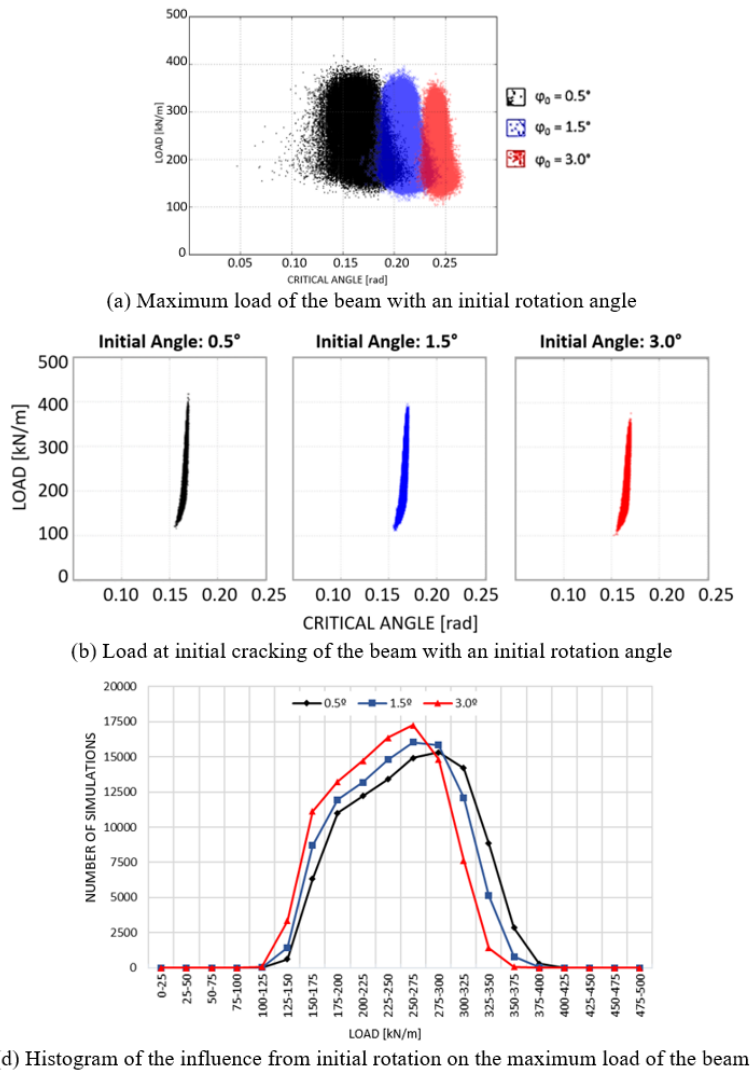 500
400
300
200
100
0
LOAD [kN/m]
0.05 0.10 0.15 0.20 0.25
CRITICAL ANGLE [rad]
φ₀ = 0.5°
φ₀ = 1.5°
φ₀ = 3.0°
(a) Maximum load of the beam with an initial rotation angle
Initial Angle: 0.5° Initial Angle: 1.5° Initial Angle: 3.0°
500
400
300
200
100
0
LOAD [kN/m]
0.10 0.15 0.20 0.25 0.10 0.15 0.20 0.25 0.10 0.15 0.20 0.25
CRITICAL ANGLE [rad]
(b) Load at initial cracking of the beam with an initial rotation angle
20000
17500
15000
12500
10000
7500
5000
2500
0
NUMBER OF SIMULATIONS
0.5º 1.5º 3.0º
0-25 25-50 50-75 75-100 100-125 125-150 150-175 175-200 200-225 225-250 250-275 275-300 300-325 325-350 350-375 375-400 400-425 425-450 450-475 475-500
LOAD [kN/m]
(d) Histogram of the influence from initial rotation on the maximum load of the beam